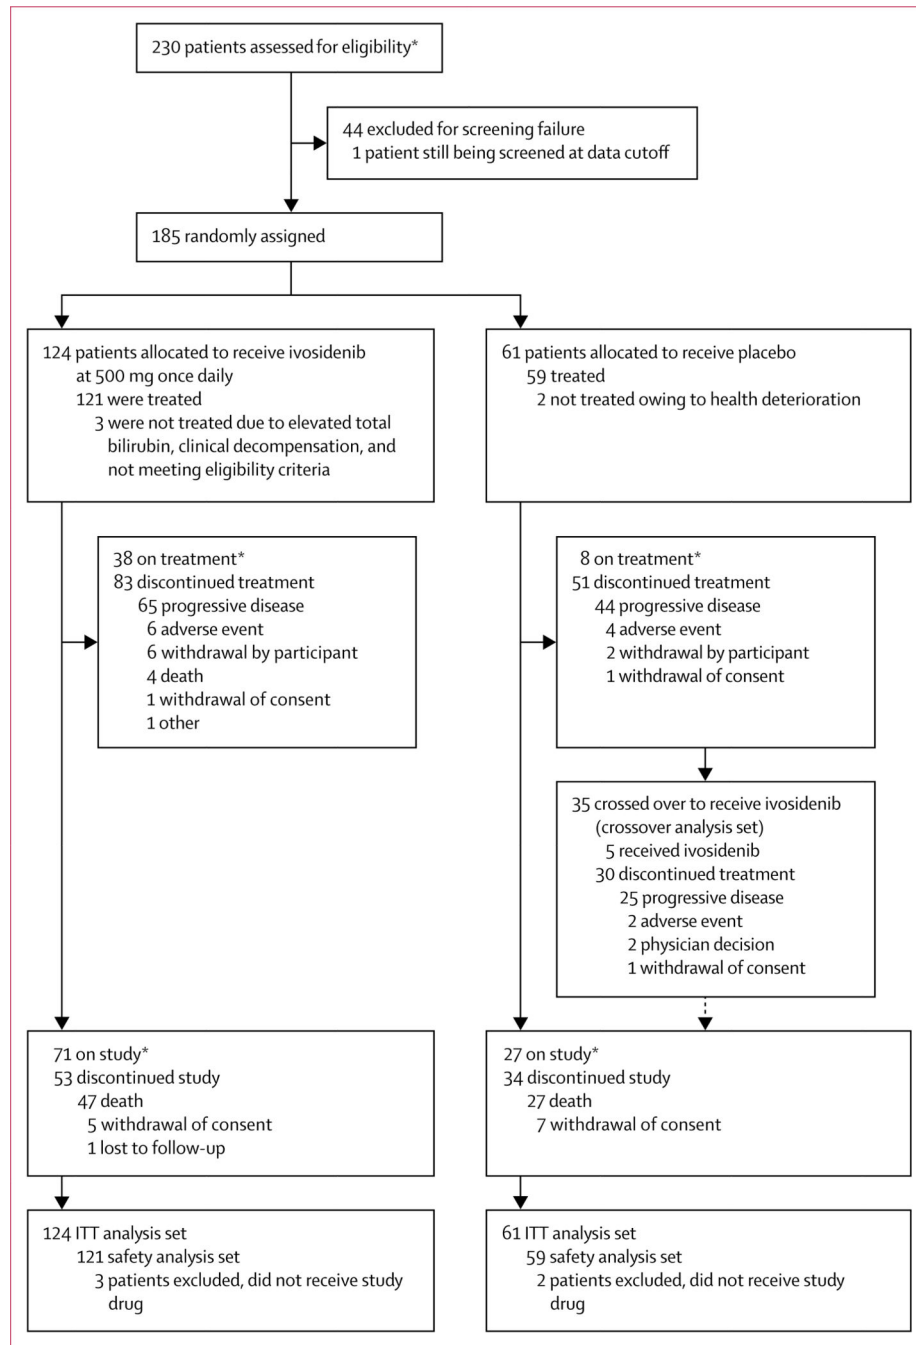 230 patients assessed for eligibility*
44 excluded for screening failure
1 patient still being screened at data cutoff
185 randomly assigned
124 patients allocated to receive ivosidenib
at 500 mg once daily
121 were treated
3 were not treated due to elevated total
bilirubin, clinical decompensation, and
not meeting eligibility criteria
61 patients allocated to receive placebo
59 treated
2 not treated owing to health deterioration
38 on treatment*
83 discontinued treatment
65 progressive disease
6 adverse event
6 withdrawal by participant
4 death
1 withdrawal of consent
1 other
8 on treatment*
51 discontinued treatment
44 progressive disease
4 adverse event
2 withdrawal by participant
1 withdrawal of consent
35 crossed over to receive ivosidenib
(crossover analysis set)
5 received ivosidenib
30 discontinued treatment
25 progressive disease
2 adverse event
2 physician decision
1 withdrawal of consent
71 on study*
53 discontinued study
47 death
5 withdrawal of consent
1 lost to follow-up
27 on study*
34 discontinued study
27 death
7 withdrawal of consent
124 ITT analysis set
121 safety analysis set
3 patients excluded, did not receive study
drug
61 ITT analysis set
59 safety analysis set
2 patients excluded, did not receive study
drug